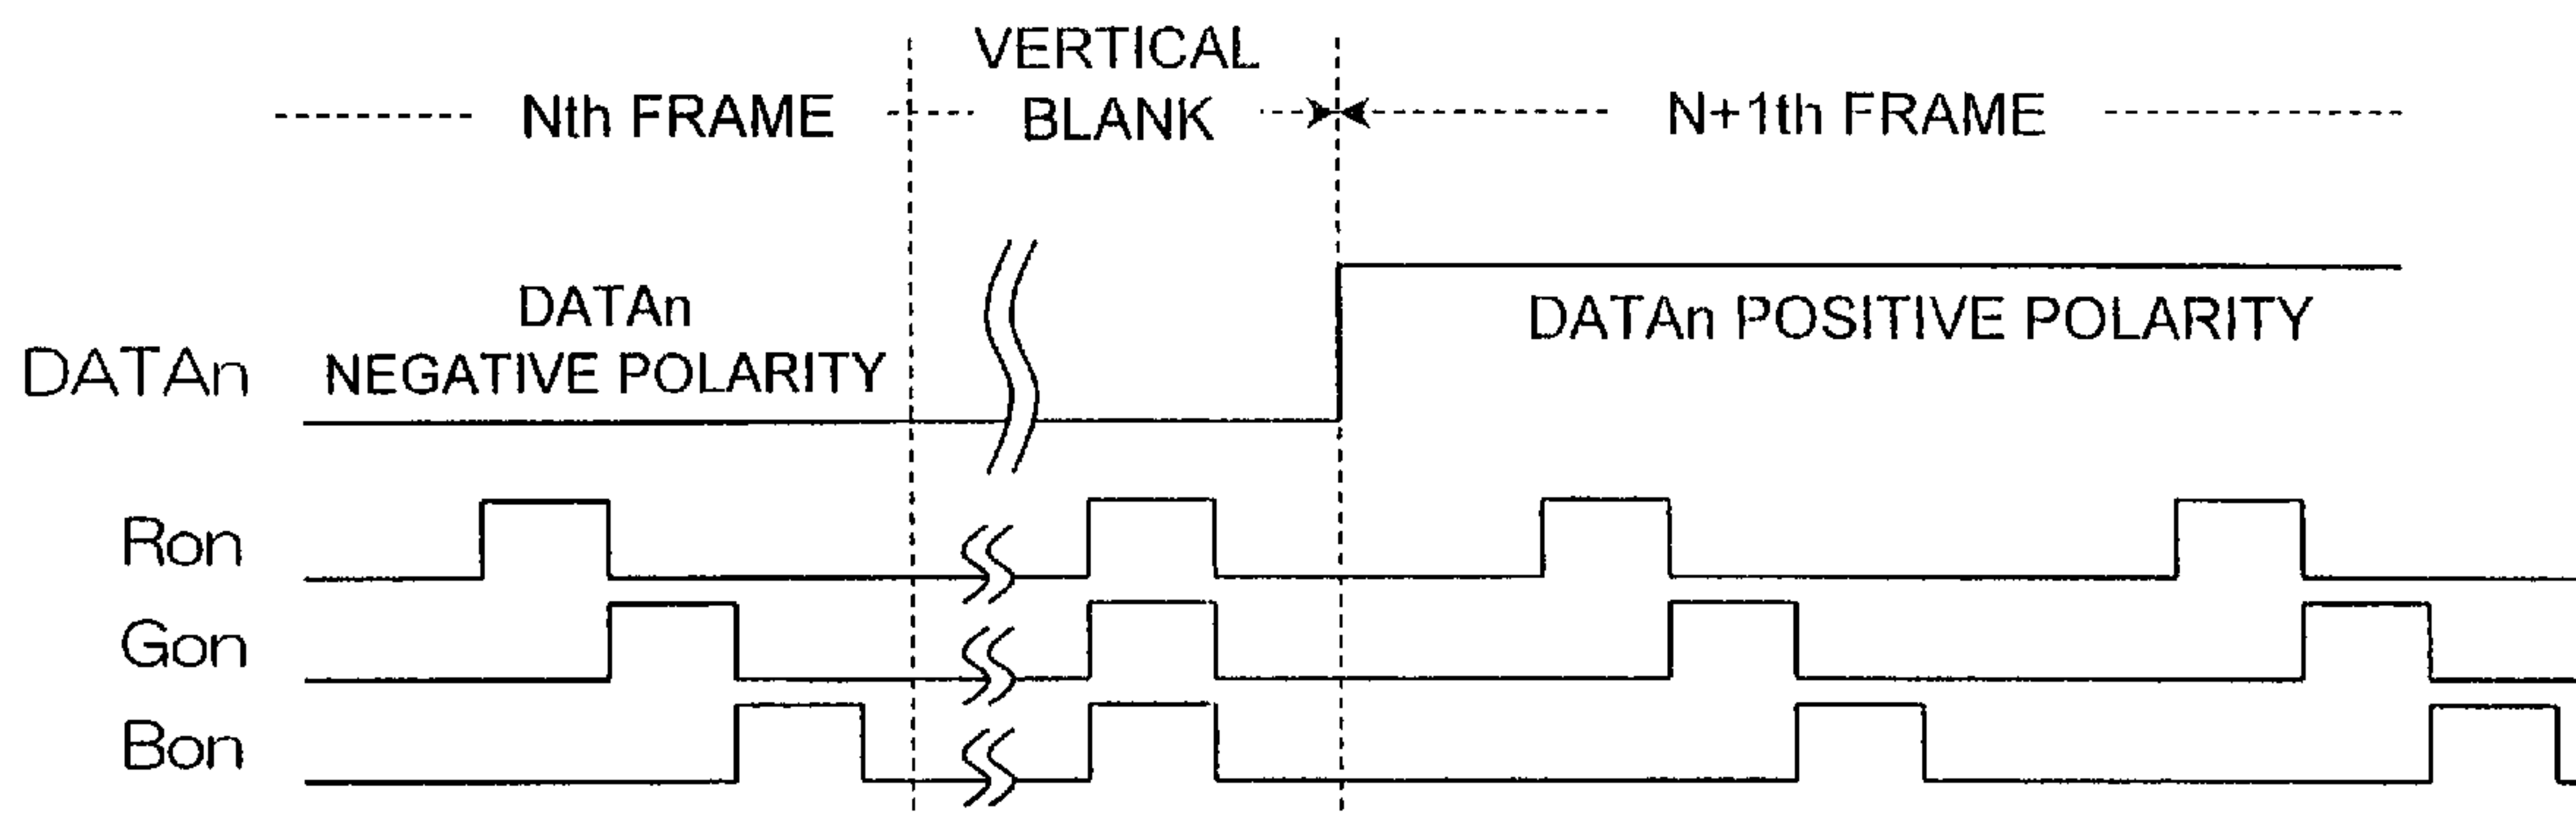 VERTICAL
BLANK
Nth FRAME
N+1th FRAME
DATAn
NEGATIVE POLARITY
DATAn POSITIVE POLARITY
DATAn
Ron
Gon
Bon